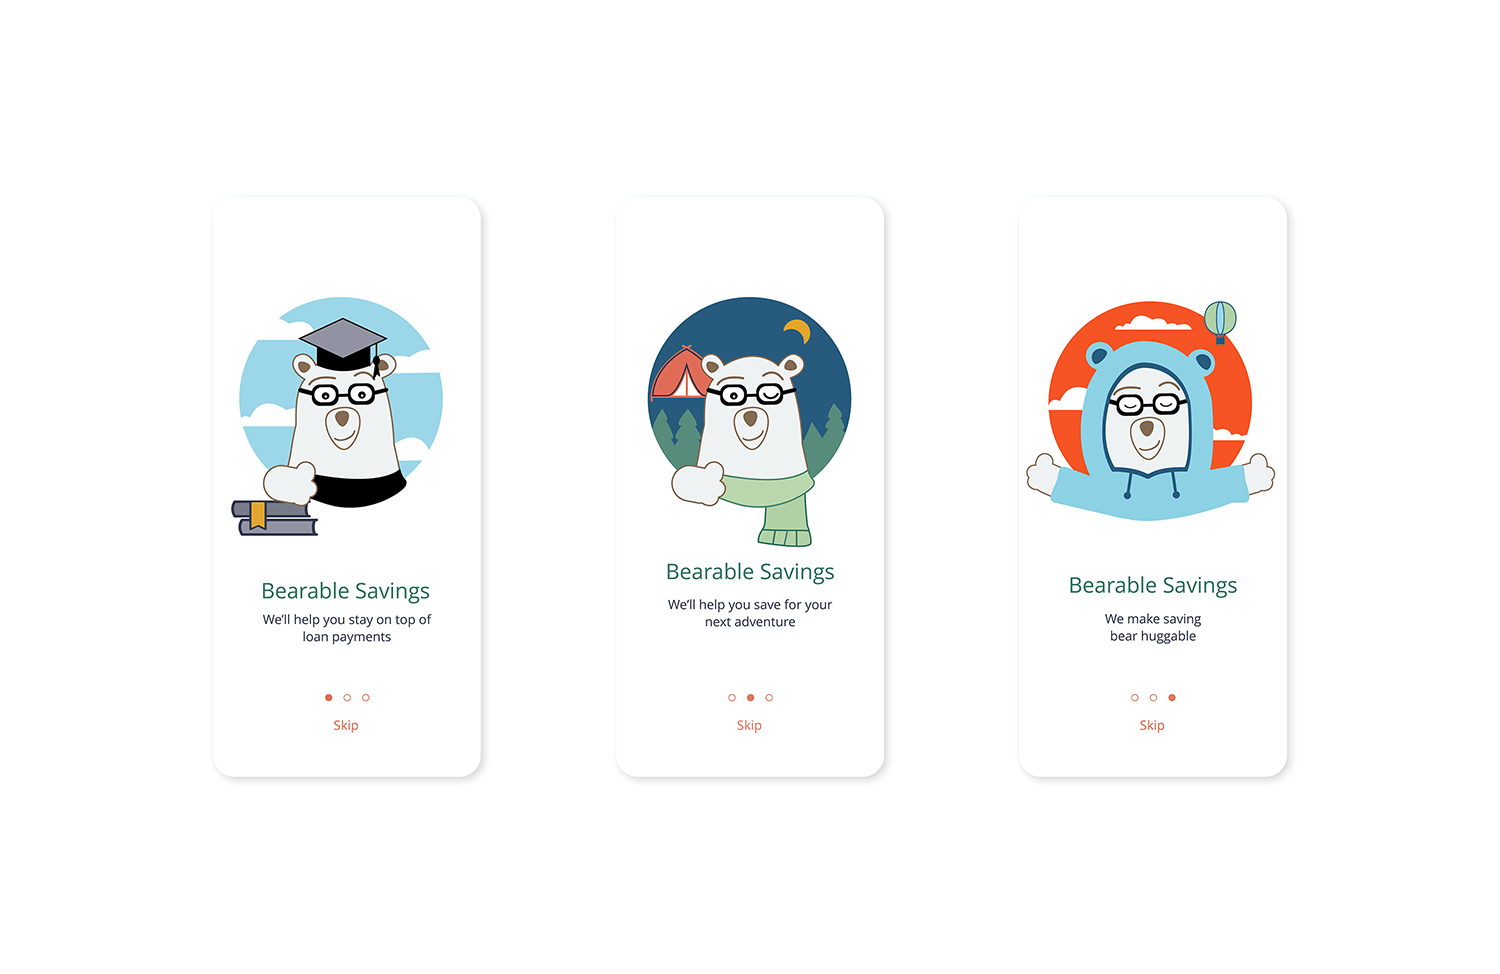 Bearable Savings
We'll help you stay on top of
loan payments
Skip
Bearable Savings
We'll help you save for your
next adventure
Skip
Bearable Savings
We make saving
bear huggable
Skip